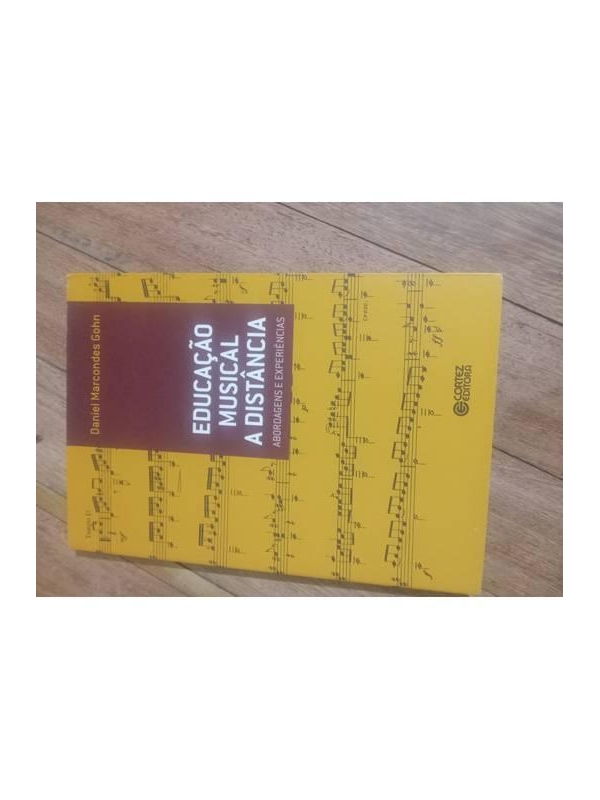 Daniel Marcondes Gohn
EDUCAÇÃO
MUSICAL
A DISTÂNCIA
ABORDAGENS E EXPERIÊNCIAS
CORTEZ
EDITORA